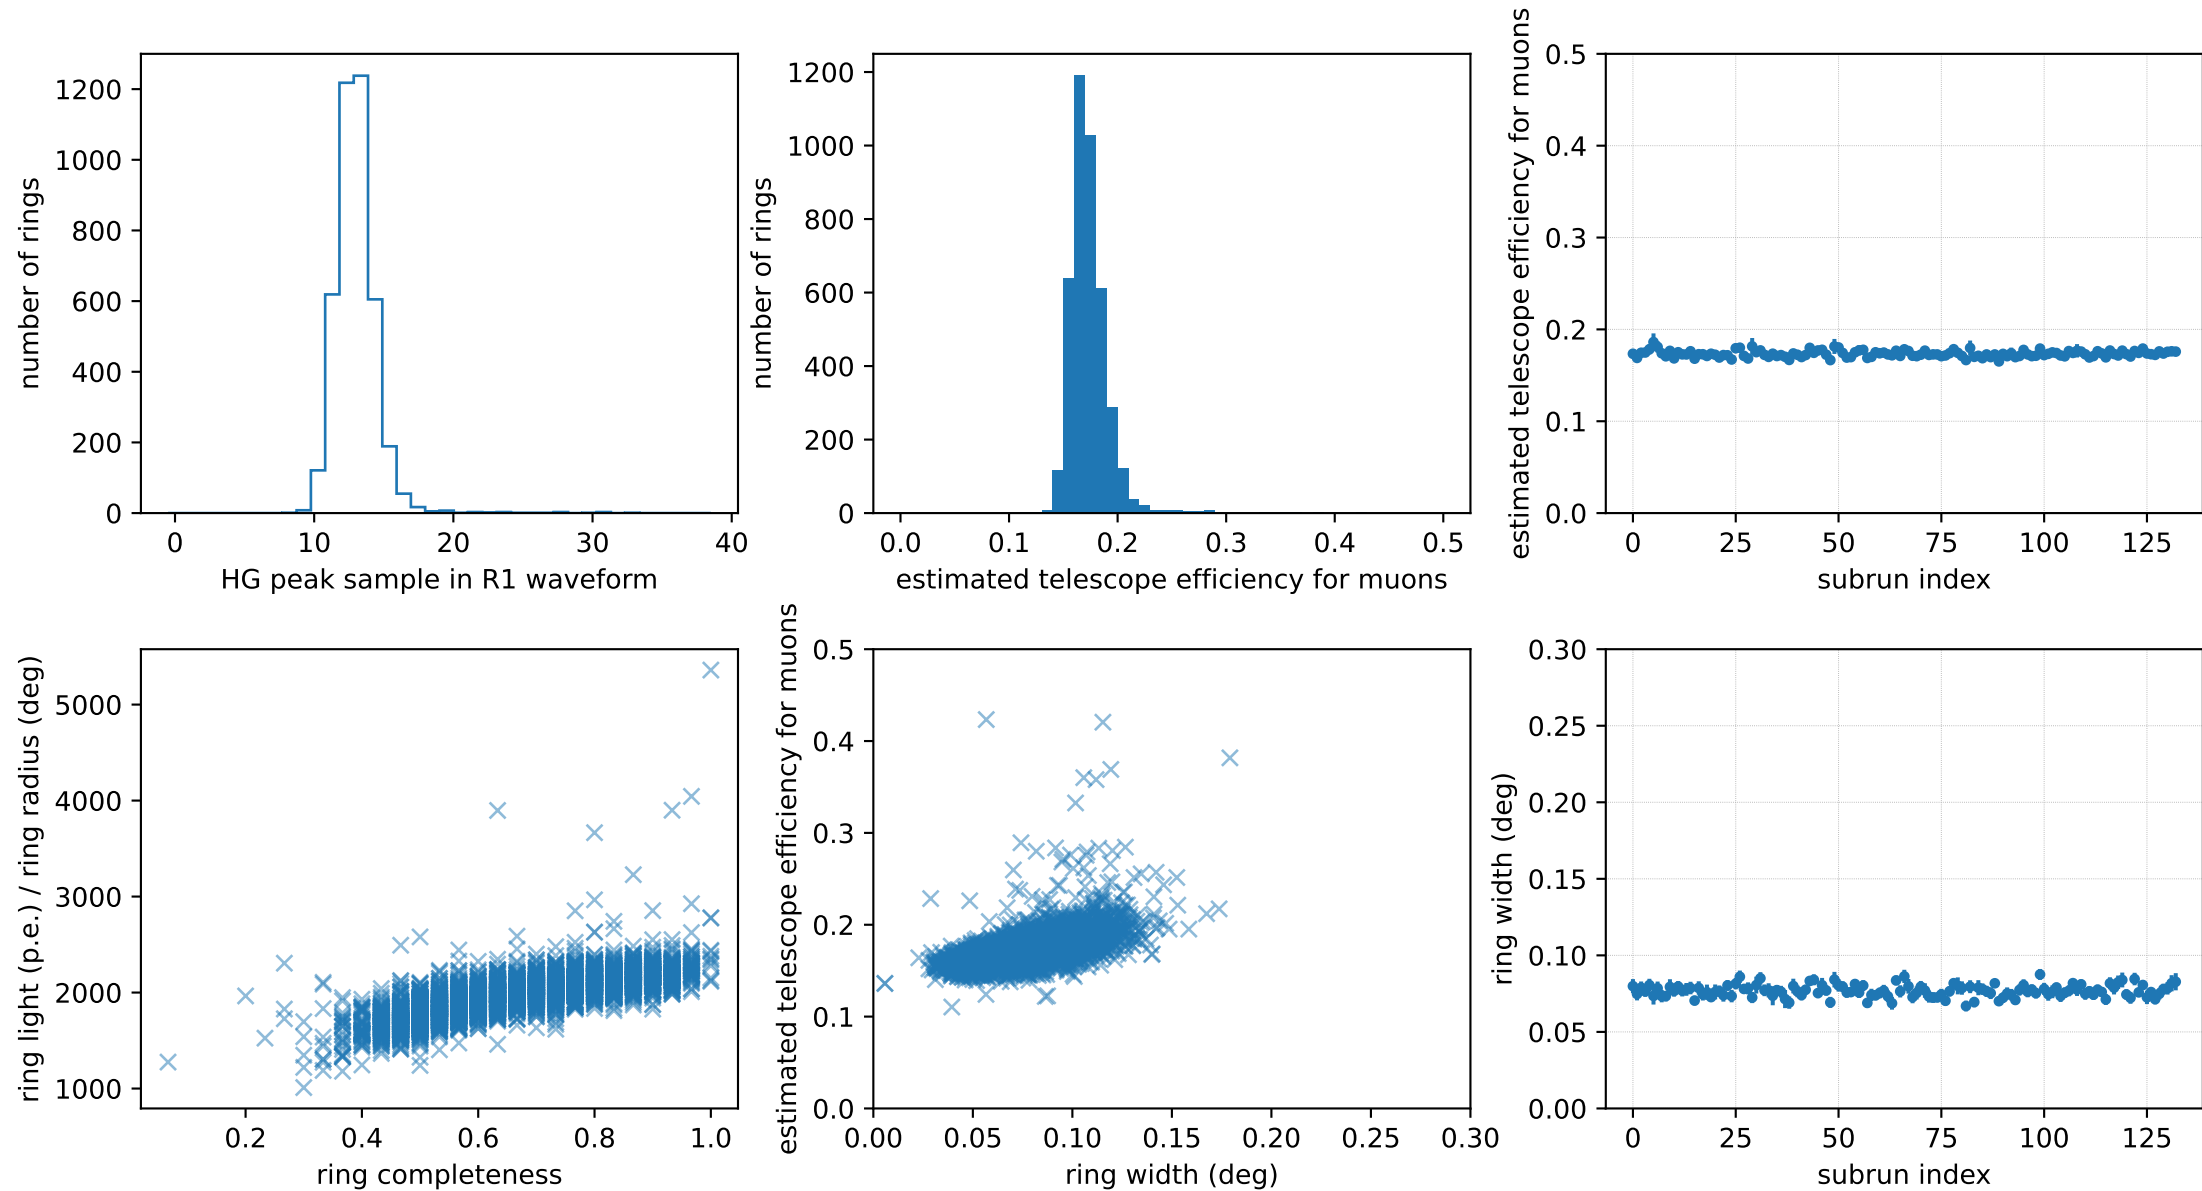 number of rings
1200
1000
800
600
400
200
0
0 10 20 30 40
HG peak sample in R1 waveform
number of rings
1200
1000
800
600
400
200
0
0.0 0.1 0.2 0.3 0.4 0.5
estimated telescope efficiency for muons
estimated telescope efficiency for muons
0.5
0.4
0.3
0.2
0.1
0.0
0 25 50 75 100 125
subrun index
ring light (p.e.) / ring radius (deg)
5000
4000
3000
2000
1000
0.2 0.4 0.6 0.8 1.0
ring completeness
estimated telescope efficiency for muons
0.5
0.4
0.3
0.2
0.1
0.0
0.00 0.05 0.10 0.15 0.20 0.25 0.30
ring width (deg)
ring width (deg)
0.30
0.25
0.20
0.15
0.10
0.05
0.00
0 25 50 75 100 125
subrun index